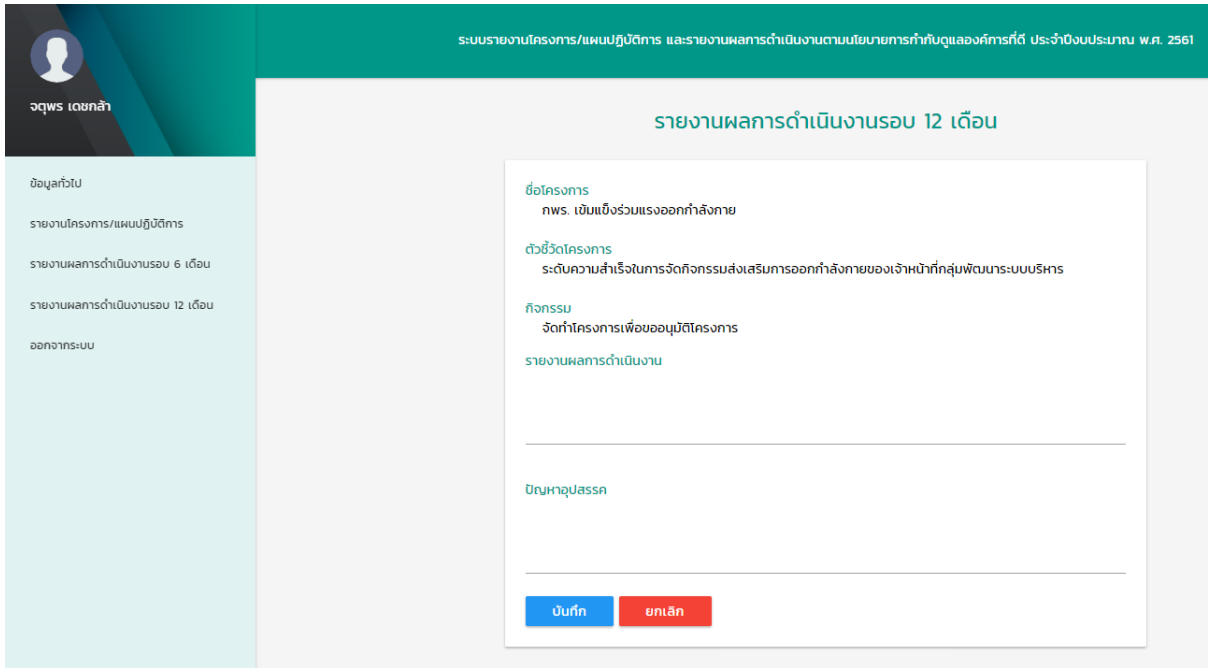 ระบบรายงานโครงการ/แผนปฏิบัติการ และรายงานผลการดำเนินงานตามนโยบายการกำกับดูแลองค์การที่ดี ประจำปีงบประมาณ พ.ศ. 2561
จตุพร เดชกล้า
ข้อมูลทั่วไป
รายงานโครงการ/แผนปฏิบัติการ
รายงานผลการดำเนินงานรอบ 6 เดือน
รายงานผลการดำเนินงานรอบ 12 เดือน
ออกจากระบบ
รายงานผลการดำเนินงานรอบ 12 เดือน
ชื่อโครงการ
กพร. เข้มแข็งร่วมแรงออกกำลังกาย
ตัวชี้วัดโครงการ
ระดับความสำเร็จในการจัดกิจกรรมส่งเสริมการออกกำลังกายของเจ้าหน้าที่กลุ่มพัฒนาระบบบริหาร
กิจกรรม
จัดทำโครงการเพื่อขออนุมัติโครงการ
รายงานผลการดำเนินงาน
ปัญหาอุปสรรค
บันทึก
ยกเลิก